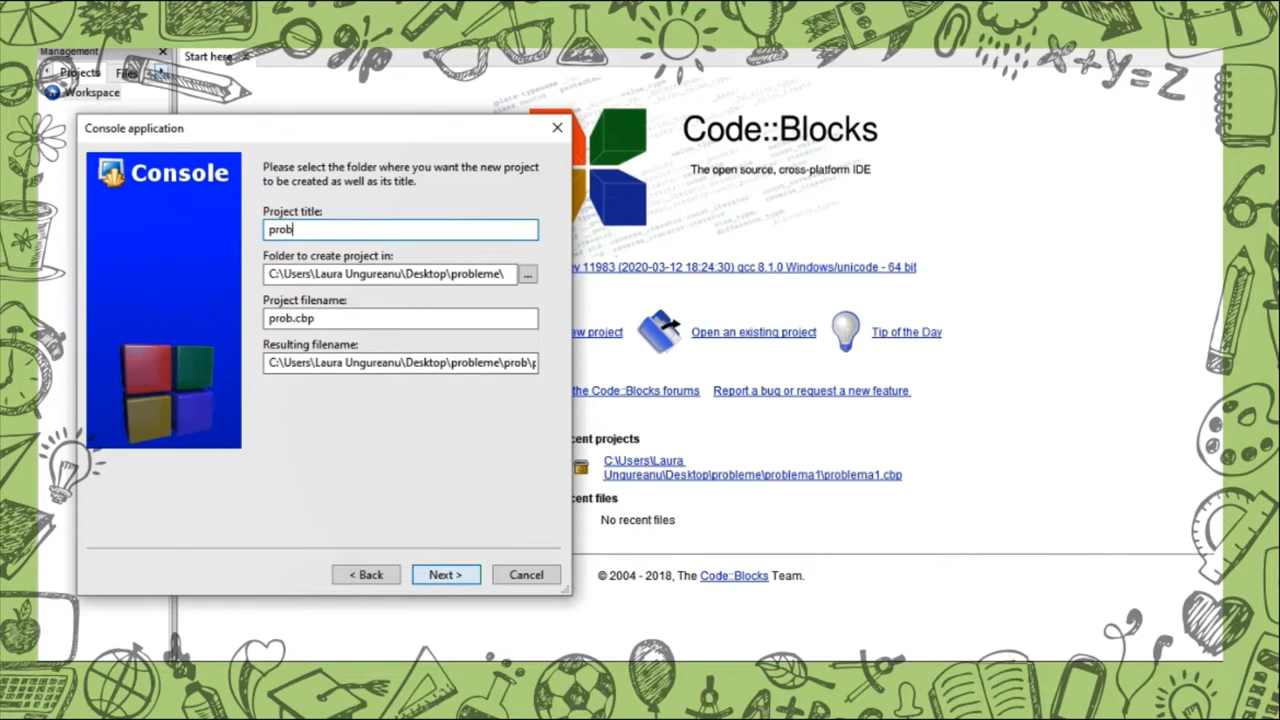 Management
Start here
Projects
Files
Workspace
x+y=z
Console application
Console
Please select the folder where you want the new project
to be created as well as its title.
Project title:
prob
Folder to create project in:
C:\Users\Laura Ungureanu\Desktop\probleme\
...
Project filename:
prob.cbp
Resulting filename:
C:\Users\Laura Ungureanu\Desktop\probleme\prob\p
< Back
Next >
Cancel
Code::Blocks
The open source, cross-platform IDE
11983 (2020-03-12 18:24:30) gcc 8.1.0 Windows/unicode - 64 bit
project
Open an existing project
Tip of the Day
the Code::Blocks forums
Report a bug or request a new feature
projects
C:\Users\Laura
Ungureanu\Desktop\probleme\problema1\problema1.cbp
files
No recent files
© 2004 - 2018, The Code::Blocks Team.